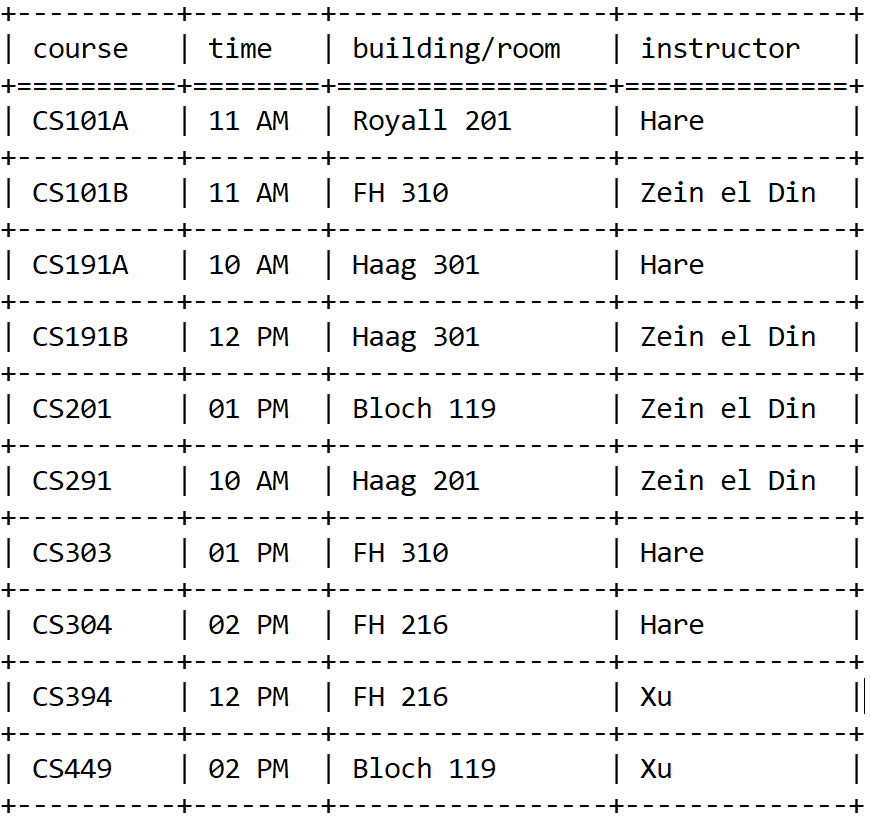 +----------+--------+-----------------+--------------+
| course   | time   | building/room   | instructor   |
+==========+========+=================+==============+
| CS101A   | 11 AM  | Royall 201      | Hare         |
+----------+--------+-----------------+--------------+
| CS101B   | 11 AM  | FH 310          | Zein el Din  |
+----------+--------+-----------------+--------------+
| CS191A   | 10 AM  | Haag 301        | Hare         |
+----------+--------+-----------------+--------------+
| CS191B   | 12 PM  | Haag 301        | Zein el Din  |
+----------+--------+-----------------+--------------+
| CS201    | 01 PM  | Bloch 119       | Zein el Din  |
+----------+--------+-----------------+--------------+
| CS291    | 10 AM  | Haag 201        | Zein el Din  |
+----------+--------+-----------------+--------------+
| CS303    | 01 PM  | FH 310          | Hare         |
+----------+--------+-----------------+--------------+
| CS304    | 02 PM  | FH 216          | Hare         |
+----------+--------+-----------------+--------------+
| CS394    | 12 PM  | FH 216          | Xu           |
+----------+--------+-----------------+--------------+
| CS449    | 02 PM  | Bloch 119       | Xu           |
+----------+--------+-----------------+--------------+